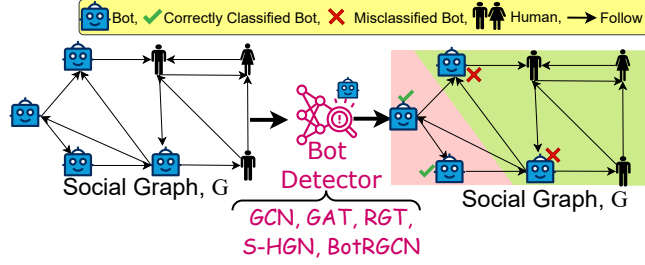 Bot, Correctly Classified Bot, Misclassified Bot, Human, Follow
Social Graph, G
Bot
Detector
GCN, GAT, RGT,
S-HGN, BotRGCN
Social Graph, G